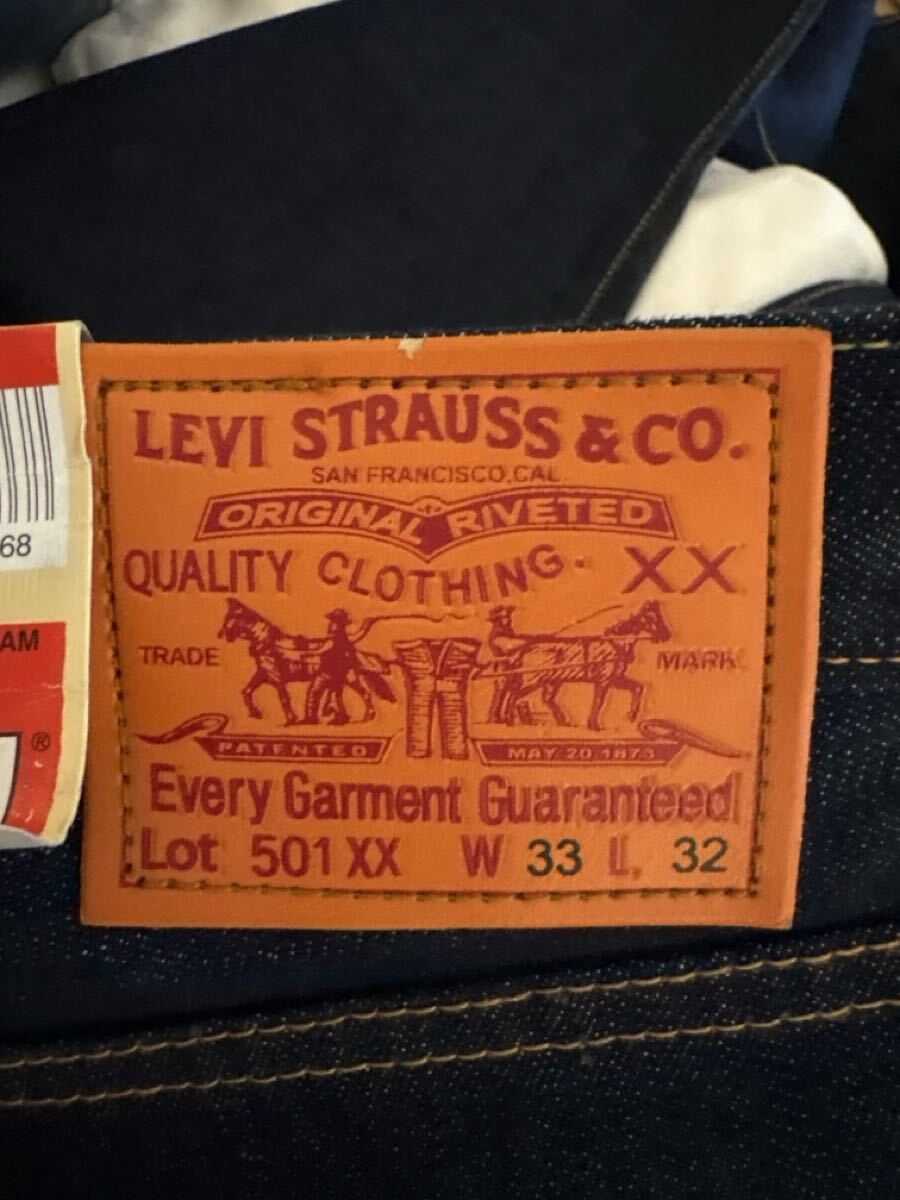 LEVI STRAUSS & CO.
SAN FRANCISCO, CAL
ORIGINAL RIVETED
QUALITY CLOTHING. XX
TRADE MARK
PATENTED MAY 20 1873
Every Garment Guaranteed
Lot 501 XX W 33 L. 32
68
AM
®